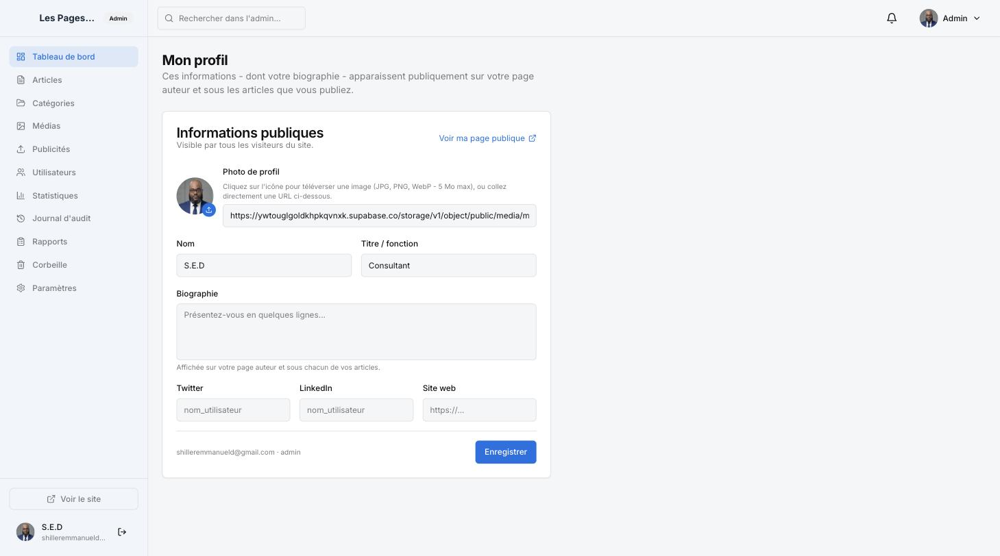 Les Pages...
Admin
Rechercher dans l'admin...
Admin
Tableau de bord
Articles
Catégories
Médias
Publicités
Utilisateurs
Statistiques
Journal d'audit
Rapports
Corbeille
Paramètres
Voir le site
S.E.D
shilleremmanueld...
Mon profil
Ces informations - dont votre biographie - apparaissent publiquement sur votre page
auteur et sous les articles que vous publiez.
Informations publiques
Visible par tous les visiteurs du site.
Voir ma page publique
Photo de profil
Cliquez sur l'icône pour téléverser une image (JPG, PNG, WebP - 5 Mo max), ou collez
directement une URL ci-dessous.
https://ywtouglgoldkhpkqvnxk.supabase.co/storage/v1/object/public/media/m
Nom
Titre / fonction
S.E.D
Consultant
Biographie
Présentez-vous en quelques lignes...
Affichée sur votre page auteur et sous chacun de vos articles.
Twitter
LinkedIn
Site web
nom_utilisateur
nom_utilisateur
https://...
shilleremmanueld@gmail.com · admin
Enregistrer